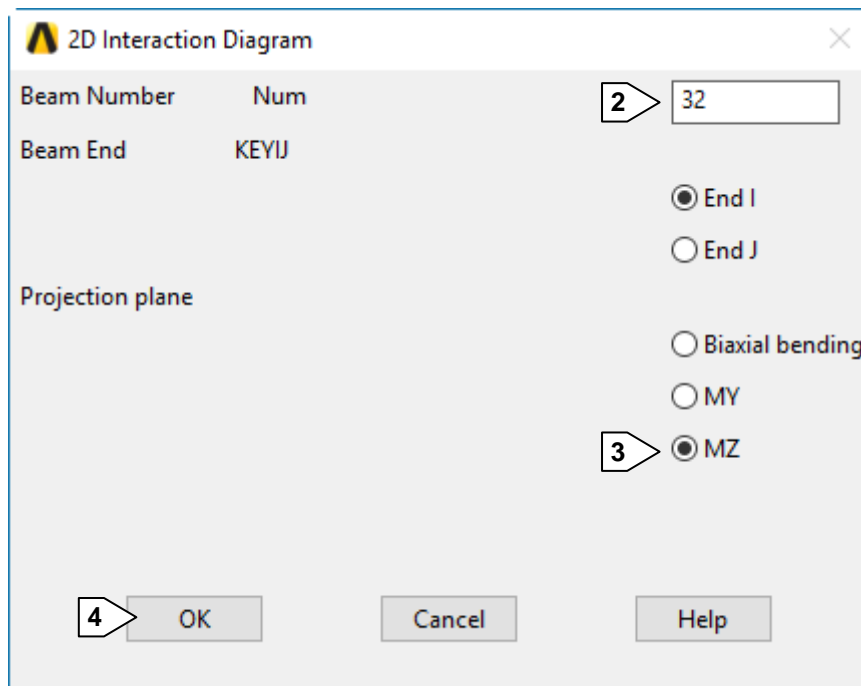 2D Interaction Diagram
Beam Number Num 2 32
Beam End KEYIJ
End I
End J
Projection plane
Biaxial bending
MY
3 MZ
4 OK Cancel Help